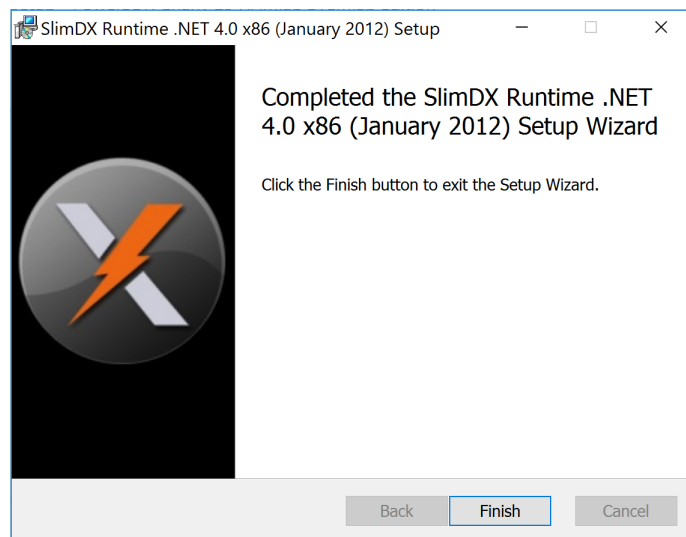 SlimDX Runtime .NET 4.0 x86 (January 2012) Setup
Completed the SlimDX Runtime .NET
4.0 x86 (January 2012) Setup Wizard
Click the Finish button to exit the Setup Wizard.
Back
Finish
Cancel